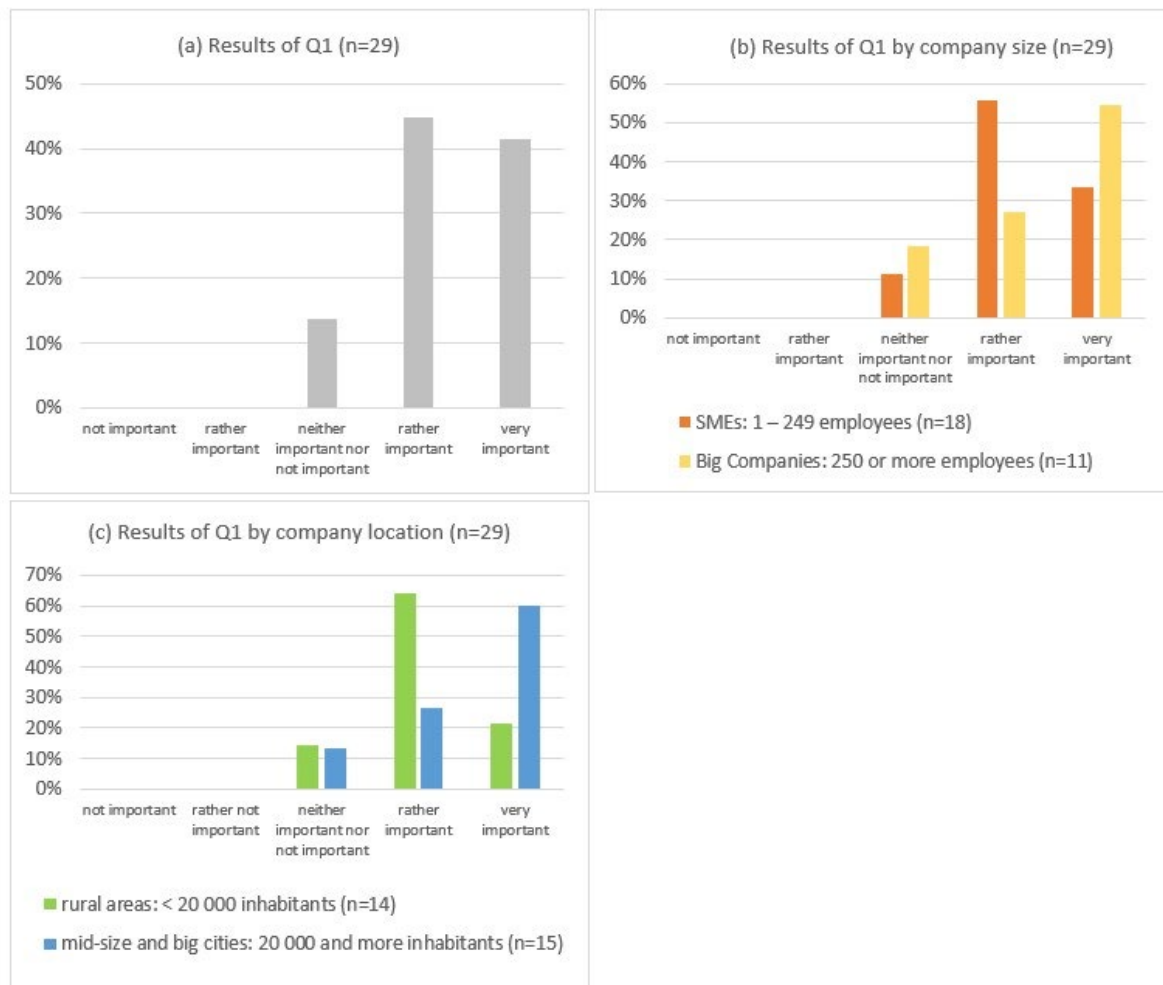 (a) Results of Q1 (n=29)
50%
40%
30%
20%
10%
0%
not important
rather
important
neither
important nor
not important
rather
important
very
important
(b) Results of Q1 by company size (n=29)
60%
50%
40%
30%
20%
10%
0%
not important
rather
important
neither
important nor
not important
rather
important
very
important
SMEs: 1 – 249 employees (n=18)
Big Companies: 250 or more employees (n=11)
(c) Results of Q1 by company location (n=29)
70%
60%
50%
40%
30%
20%
10%
0%
not important
rather not
important
neither
important nor
not important
rather
important
very
important
rural areas: < 20 000 inhabitants (n=14)
mid-size and big cities: 20 000 and more inhabitants (n=15)